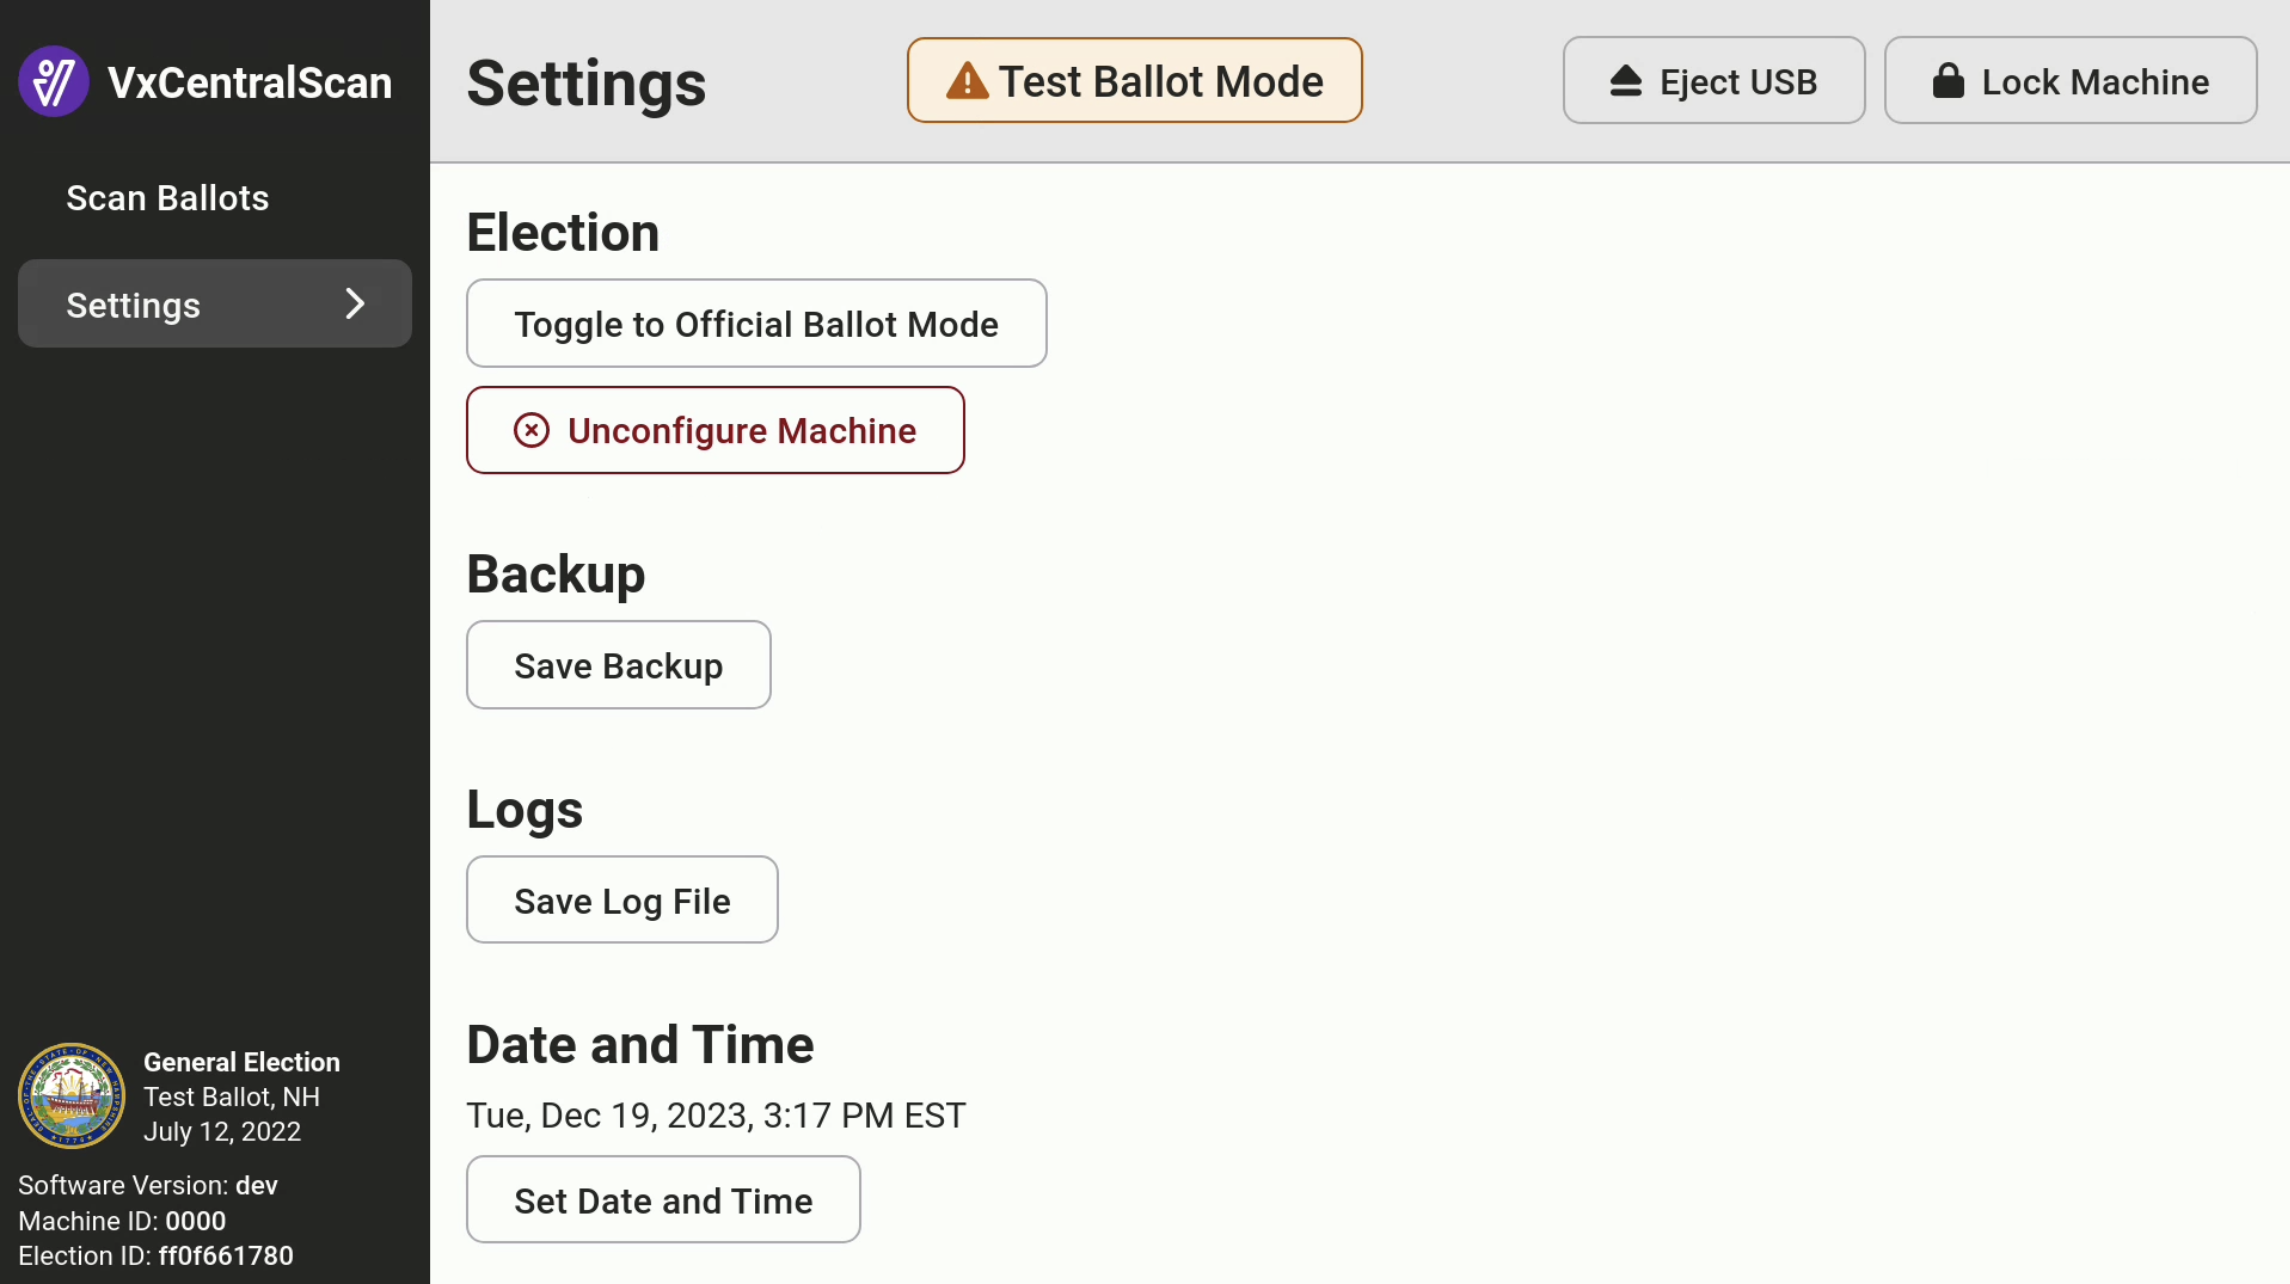 VxCentralScan
Scan Ballots
Settings
General Election
Test Ballot, NH
July 12, 2022
Software Version: dev
Machine ID: 0000
Election ID: ff0f661780
Settings
Test Ballot Mode
Eject USB
Lock Machine
Election
Toggle to Official Ballot Mode
Unconfigure Machine
Backup
Save Backup
Logs
Save Log File
Date and Time
Tue, Dec 19, 2023, 3:17 PM EST
Set Date and Time